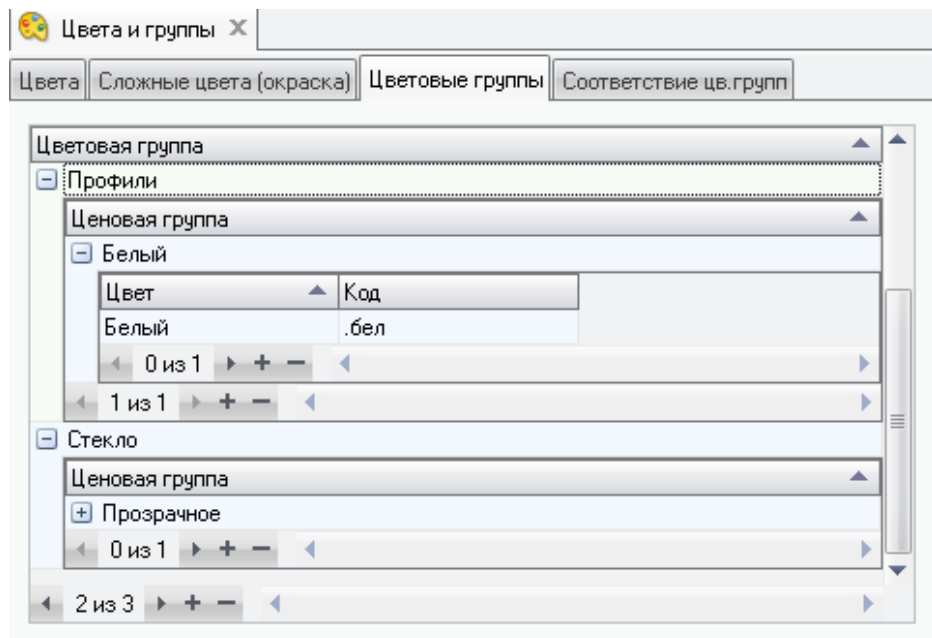 Цвета и группы X
Цвета Сложные цвета (окраска) Цветовые группы Соответствие цв.групп
Цветовая группа
Профили
Ценовая группа
Белый
Цвет Код
Белый .бел
0 из 1
1 из 1
Стекло
Ценовая группа
Прозрачное
0 из 1
2 из 3